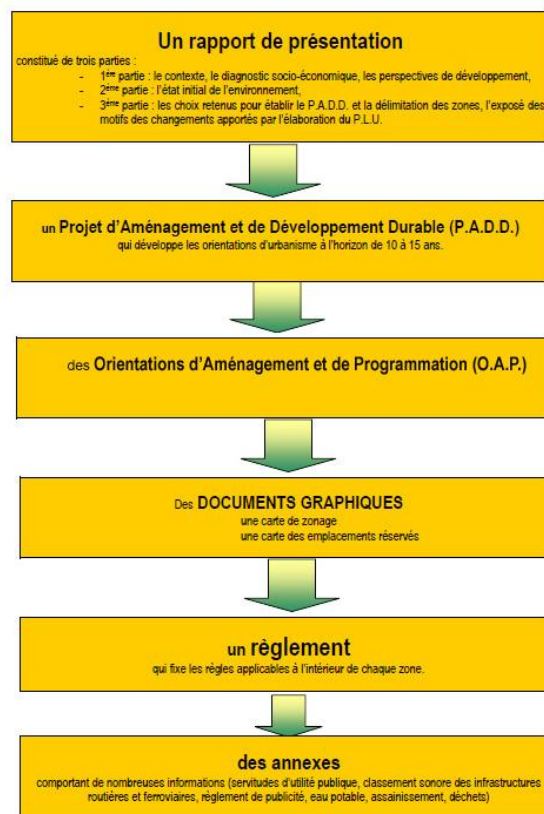 Un rapport de présentation
constitué de trois parties :
- 1ère partie : le contexte, le diagnostic socio-économique, les perspectives de développement,
- 2ème partie : l'état initial de l'environnement,
- 3ème partie : les choix retenus pour établir le P.A.D.D. et la délimitation des zones, l'exposé des
motifs des changements apportés par l'élaboration du P.L.U.
un Projet d'Aménagement et de Développement Durable (P.A.D.D.)
qui développe les orientations d'urbanisme à l'horizon de 10 à 15 ans.
des Orientations d'Aménagement et de Programmation (O.A.P.)
Des DOCUMENTS GRAPHIQUES
une carte de zonage
une carte des emplacements réservés
un règlement
qui fixe les règles applicables à l'intérieur de chaque zone.
des annexes
comportant de nombreuses informations (servitudes d'utilité publique, classement sonore des infrastructures
routières et ferroviaires, règlement de publicité, eau potable, assainissement, déchets)